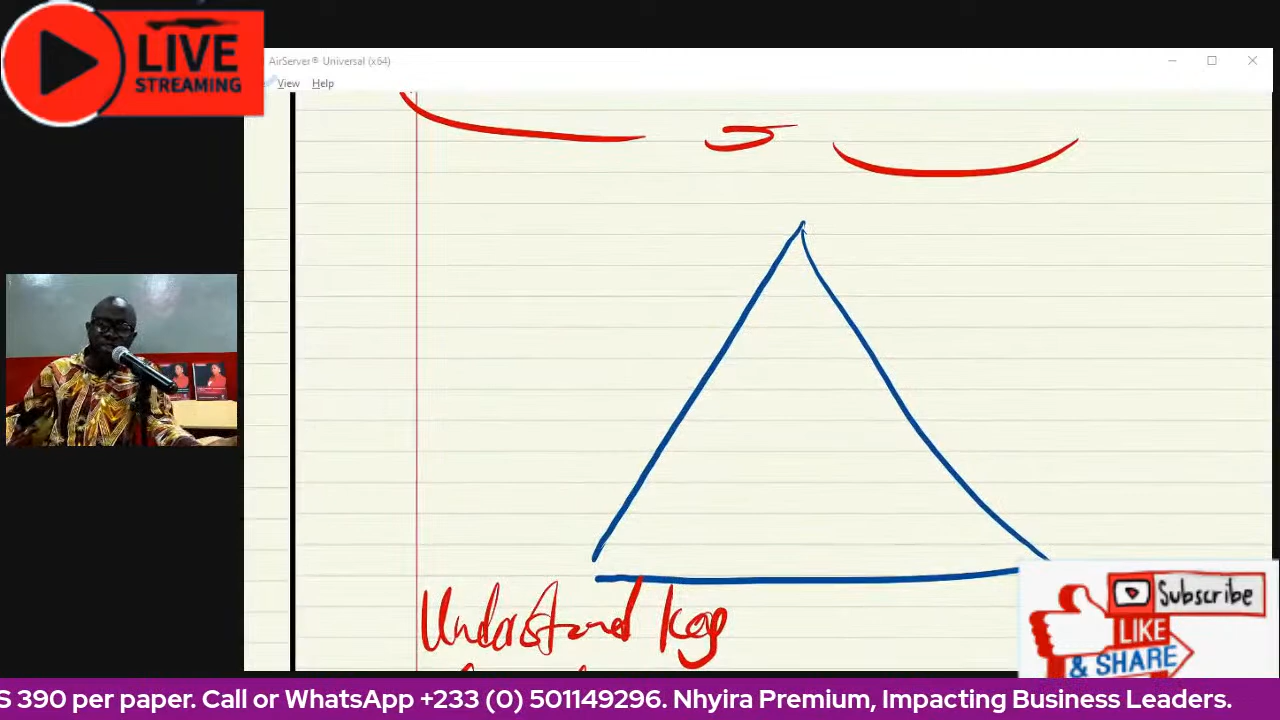 LIVE
STREAMING
AirServer® Universal (x64)
View Help
Understand key
Subscribe
LIKE
& SHARE
S 390 per paper. Call or WhatsApp +233 (0) 501149296. Nhyira Premium, Impacting Business Leaders.